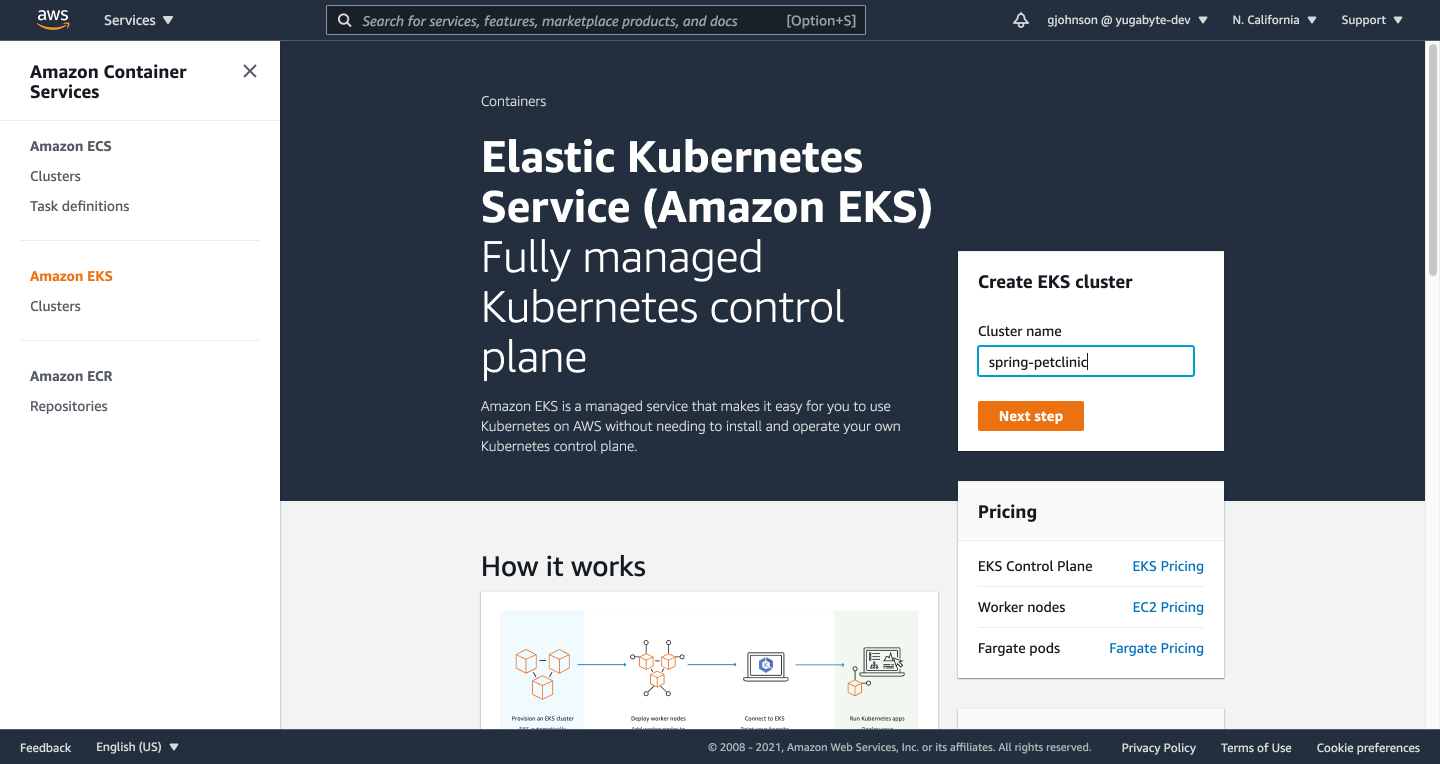 aws
Services
Search for services, features, marketplace products, and docs
[Option+S]
gjohnson @ yugabyte-dev
N. California
Support
Amazon Container
Services
Amazon ECS
Clusters
Task definitions
Amazon EKS
Clusters
Amazon ECR
Repositories
Containers
Elastic Kubernetes
Service (Amazon EKS)
Fully managed
Kubernetes control
plane
Amazon EKS is a managed service that makes it easy for you to use
Kubernetes on AWS without needing to install and operate your own
Kubernetes control plane.
Create EKS cluster
Cluster name
spring-petclinic
Next step
Pricing
EKS Control Plane
EKS Pricing
Worker nodes
EC2 Pricing
Fargate pods
Fargate Pricing
How it works
Provision an EKS cluster
Deploy worker nodes
Connect to EKS
Run Kubernetes apps
Feedback
English (US)
© 2008 - 2021, Amazon Web Services, Inc. or its affiliates. All rights reserved.
Privacy Policy
Terms of Use
Cookie preferences